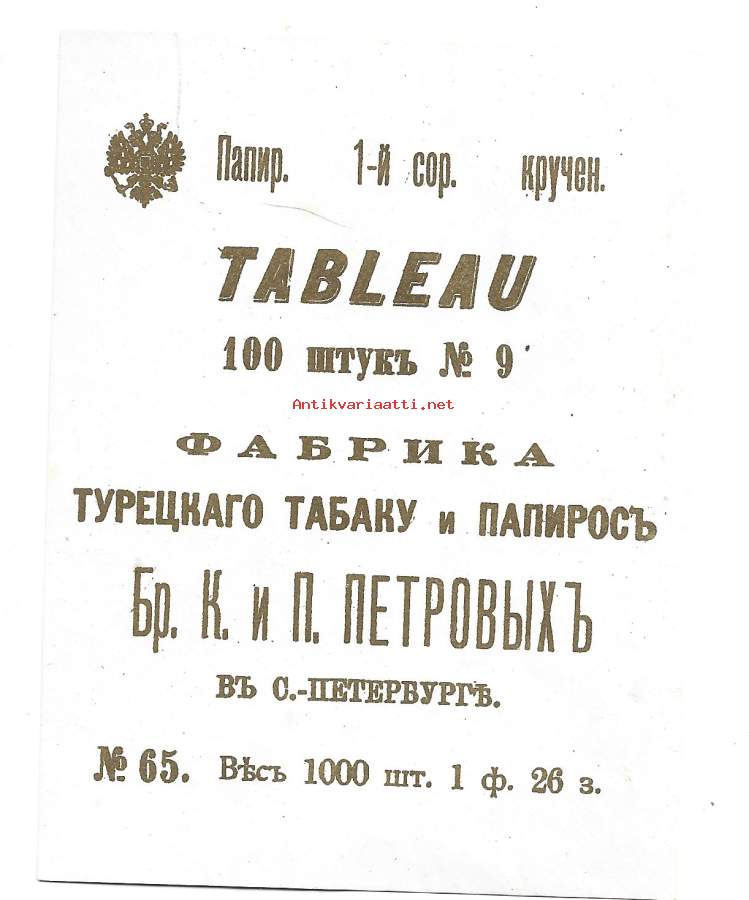 Папир. 1-й сор. кручен.
TABLEAU
100 штукъ № 9
Antikvariaatti.net
ФАБРИКА
ТУРЕЦКАГО ТАБАКУ и ПАПИРОСЪ
Бр. К. и П. ПЕТРОВЫХЪ
ВЪ С.-ПЕТЕРБУРГѢ.
№ 65. Вѣсъ 1000 шт. 1 ф. 26 з.